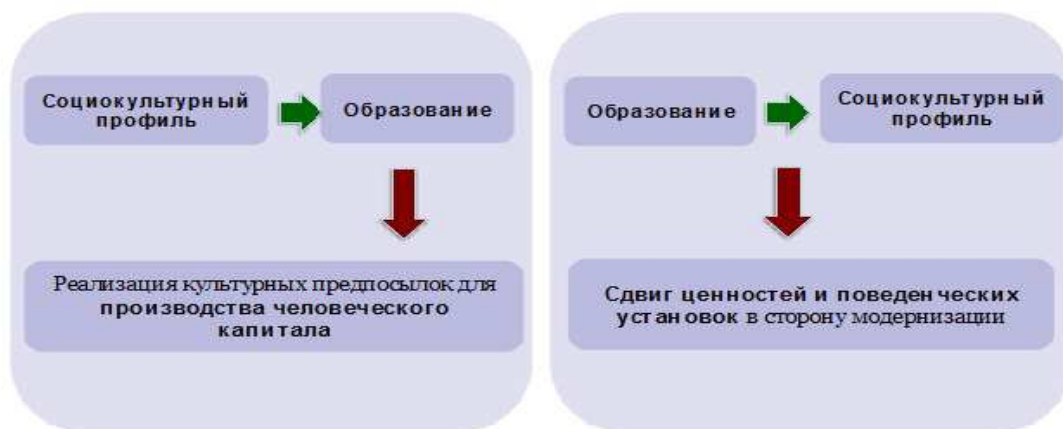 Социокультурный
профиль
Образование
Реализация культурных предпосылок для
производства человеческого
капитала
Образование
Социокультурный
профиль
Сдвиг ценностей и поведенческих
установок в сторону модернизации